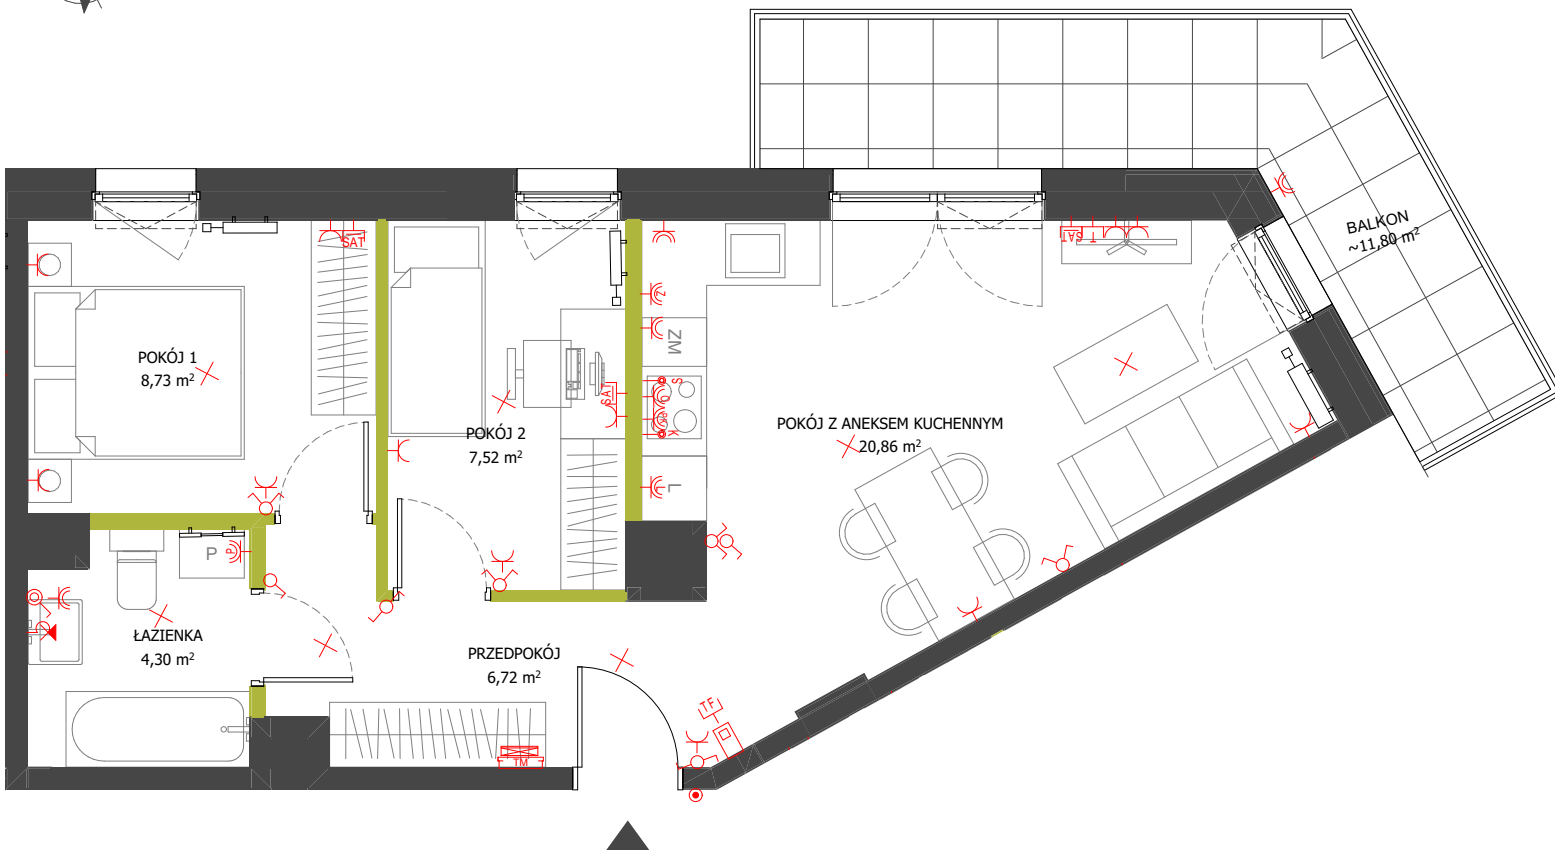 BALKON
~11,80 m²
SAT
SAT
T
POKÓJ 1
8,73 m²
Z
ZM
SAT
S
POKÓJ 2
7,52 m²
K
POKÓJ Z ANEKSEM KUCHENNYM
20,86 m²
L
P
P
ŁAZIENKA
4,30 m²
PRZEDPOKÓJ
6,72 m²
TF
TM